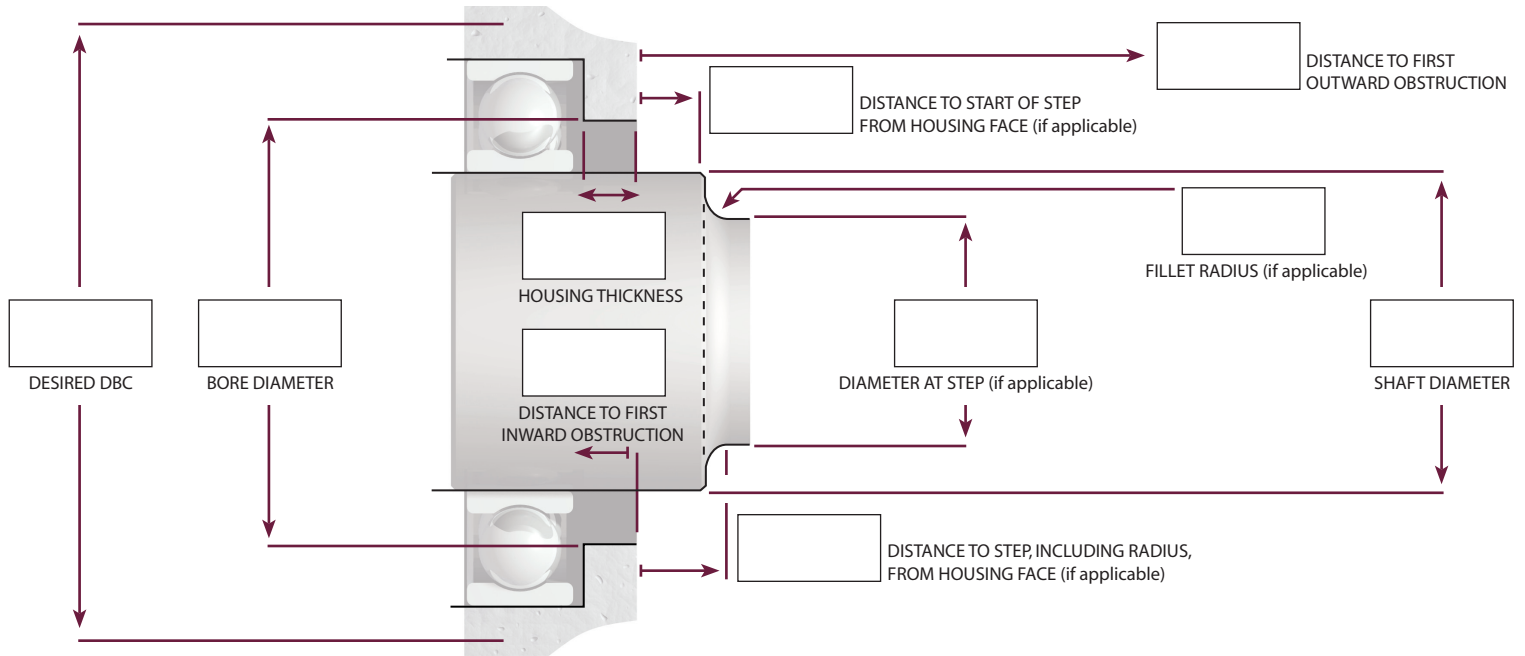 DISTANCE TO FIRST
OUTWARD OBSTRUCTION
DISTANCE TO START OF STEP
FROM HOUSING FACE (if applicable)
FILLET RADIUS (if applicable)
HOUSING THICKNESS
DESIRED DBC
BORE DIAMETER
DIAMETER AT STEP (if applicable)
SHAFT DIAMETER
DISTANCE TO FIRST
INWARD OBSTRUCTION
DISTANCE TO STEP, INCLUDING RADIUS,
FROM HOUSING FACE (if applicable)